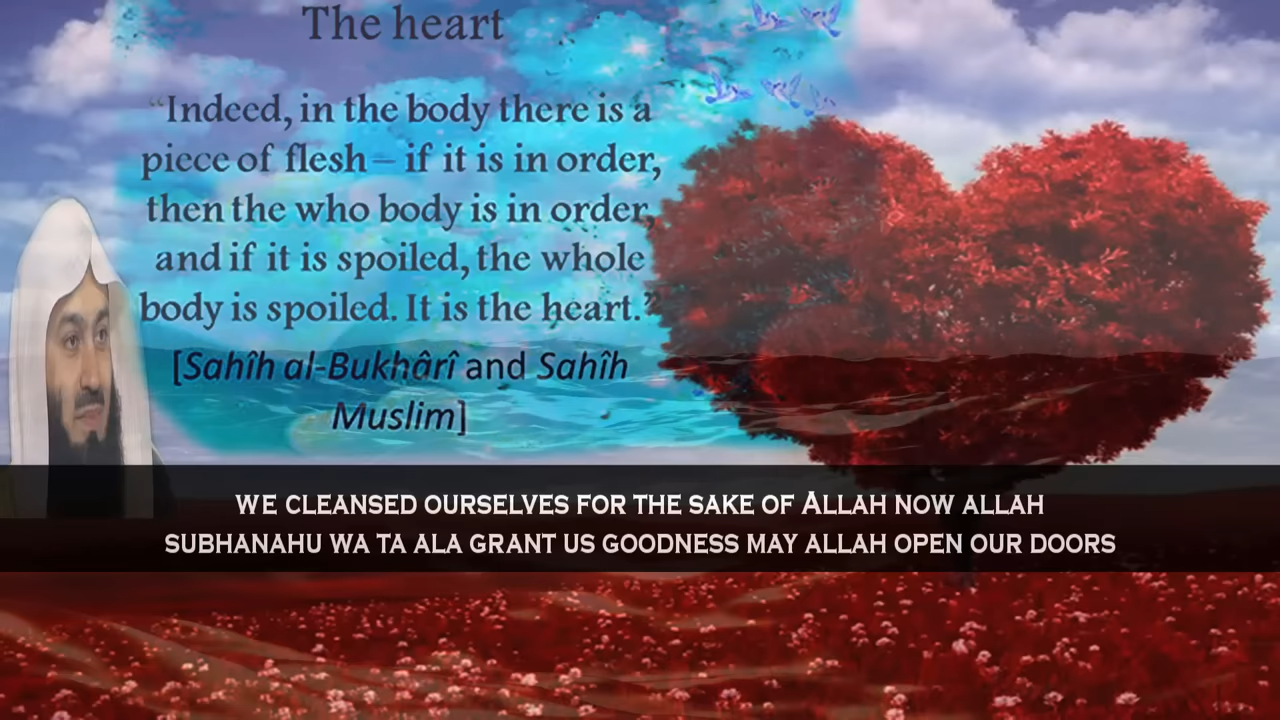 The heart
“Indeed, in the body there is a
piece of flesh – if it is in order,
then the who body is in order,
and if it is spoiled, the whole
body is spoiled. It is the heart.”
[Sahîh al-Bukhârî and Sahîh
Muslim]
WE CLEANSED OURSELVES FOR THE SAKE OF ALLAH NOW ALLAH
SUBHANAHU WA TA ALA GRANT US GOODNESS MAY ALLAH OPEN OUR DOORS